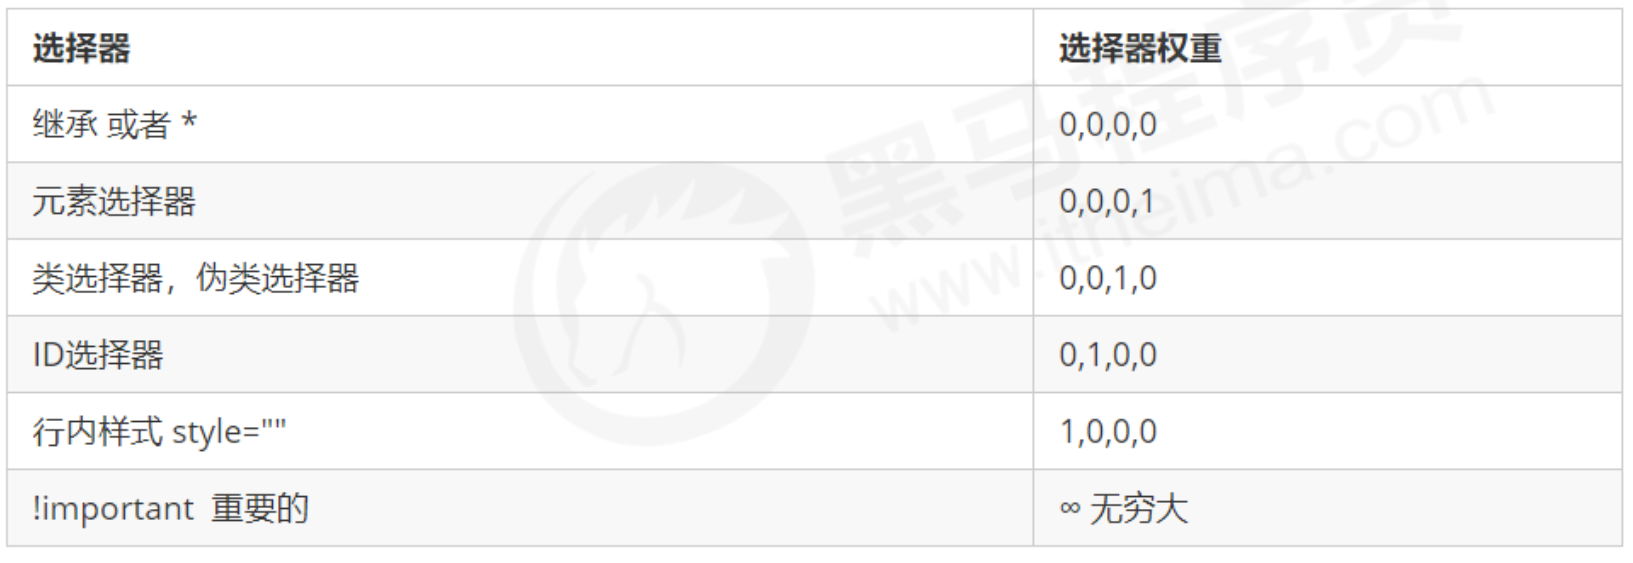 选择器 选择器权重
继承 或者 * 0,0,0,0
元素选择器 0,0,0,1
类选择器，伪类选择器 0,0,1,0
ID选择器 0,1,0,0
行内样式 style="" 1,0,0,0
!important 重要的 ∞ 无穷大
黑马程序员
www.itheima.com